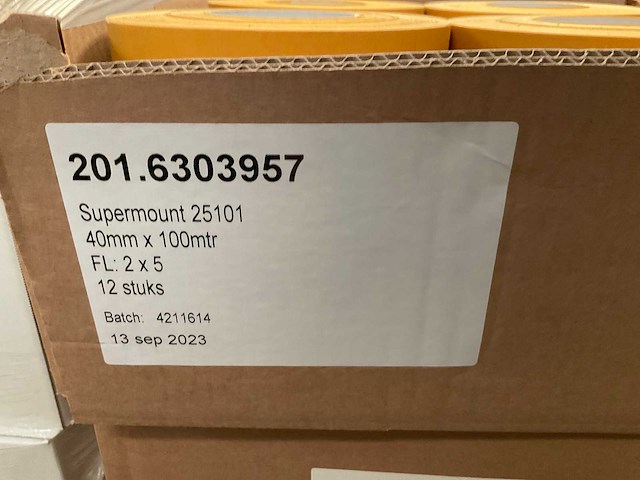 201.6303957
Supermount 25101
40mm x 100mtr
FL: 2 x 5
12 stuks
Batch: 4211614
13 sep 2023